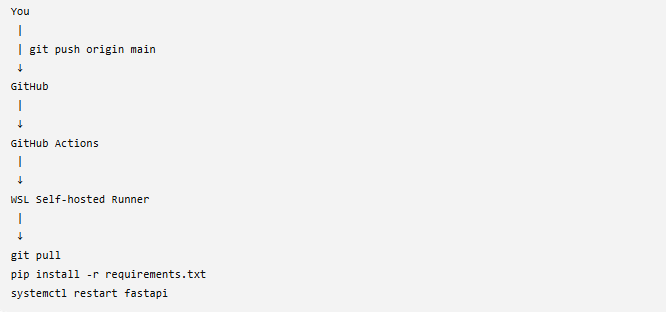 You
|
| git push origin main
↓
GitHub
|
↓
GitHub Actions
|
↓
WSL Self-hosted Runner
|
↓
git pull
pip install -r requirements.txt
systemctl restart fastapi